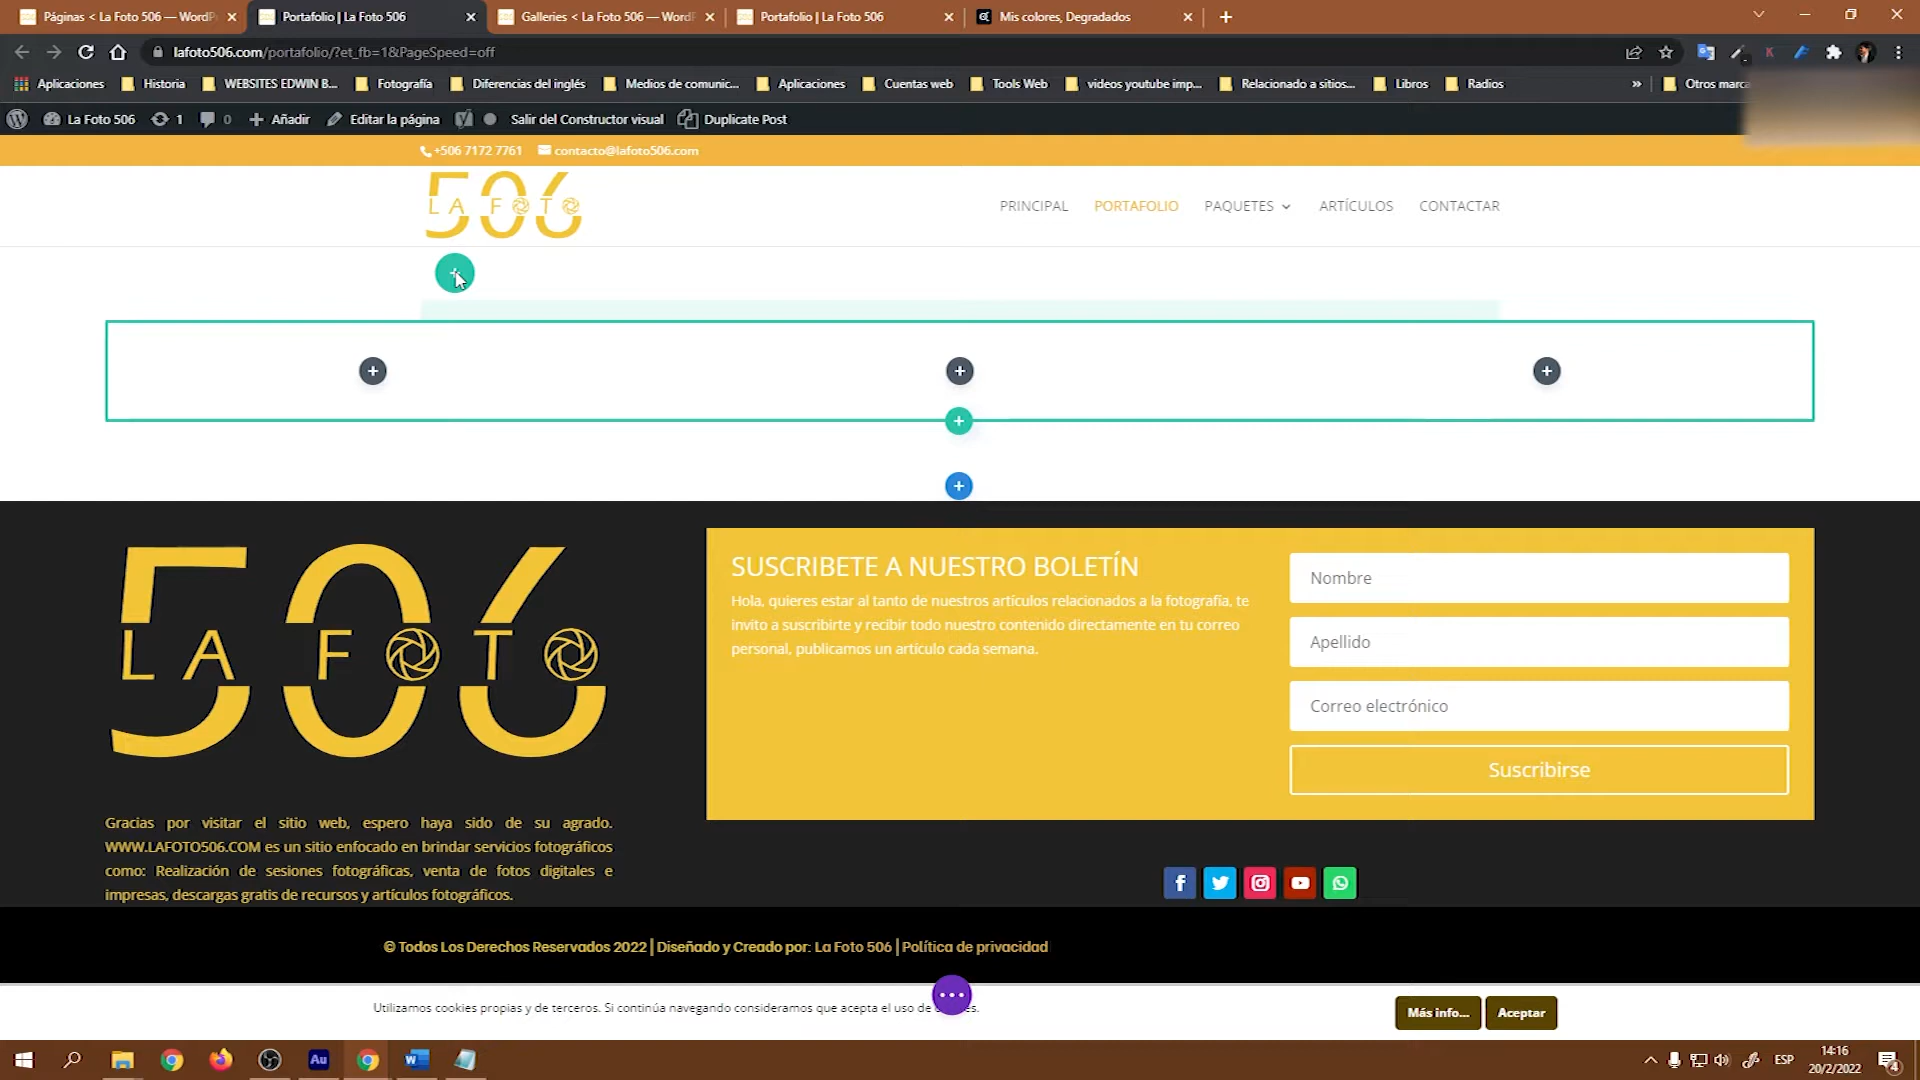 Páginas < La Foto 506 — WordP
Portafolio | La Foto 506
Galleries < La Foto 506 — WordP
Portafolio | La Foto 506
Mis colores, Degradados
lafoto506.com/portafolio/?et_fb=1&PageSpeed=off
Aplicaciones
Historia
WEBSITES EDWIN B...
Fotografía
Diferencias del inglés
Medios de comunic...
Aplicaciones
Cuentas web
Tools Web
videos youtube imp...
Relacionado a sitios...
Libros
Radios
»
Otros marca
La Foto 506
1
0
Añadir
Editar la página
Salir del Constructor visual
Duplicate Post
+506 7172 7761
contacto@lafoto506.com
506
LA FOTO
PRINCIPAL
PORTAFOLIO
PAQUETES
ARTÍCULOS
CONTACTAR
506
LA FOTO
SUSCRIBETE A NUESTRO BOLETÍN
Hola, quieres estar al tanto de nuestros artículos relacionados a la fotografía, te
invito a suscribirte y recibir todo nuestro contenido directamente en tu correo
personal, publicamos un artículo cada semana.
Nombre
Apellido
Correo electrónico
Suscribirse
Gracias por visitar el sitio web, espero haya sido de su agrado.
WWW.LAFOTO506.COM es un sitio enfocado en brindar servicios fotográficos
como: Realización de sesiones fotográficas, venta de fotos digitales e
impresas, descargas gratis de recursos y artículos fotográficos.
© Todos Los Derechos Reservados 2022 | Diseñado y Creado por: La Foto 506 | Política de privacidad
Utilizamos cookies propias y de terceros. Si continúa navegando consideramos que acepta el uso de
Más info...
Aceptar
Au
ESP
14:16
20/2/2022
4